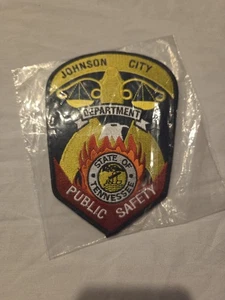 JOHNSON CITY
DEPARTMENT
STATE OF
TENNESSEE
PUBLIC SAFETY